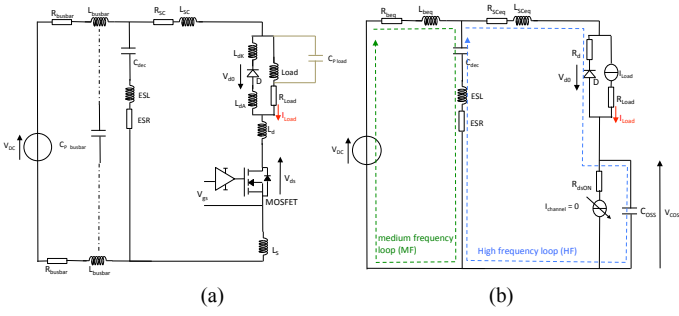 R_busbar
L_busbar
R_SC
L_SC
C_dec
ESL
ESR
L_dK
V_d0
D
L_dA
Load
C_P load
R_Load
I_Load
L_d
V_DC
C_P busbar
V_gs
V_ds
MOSFET
L_s
R_busbar
L_busbar
(a)
R_beq
L_beq
R_SCeq
L_SCeq
C_dec
ESL
ESR
R_d
V_d0
D
I_Load
R_Load
I_Load
V_DC
R_dsON
I_channel = 0
C_OSS
V_COSS
medium frequency
loop (MF)
High frequency loop (HF)
(b)